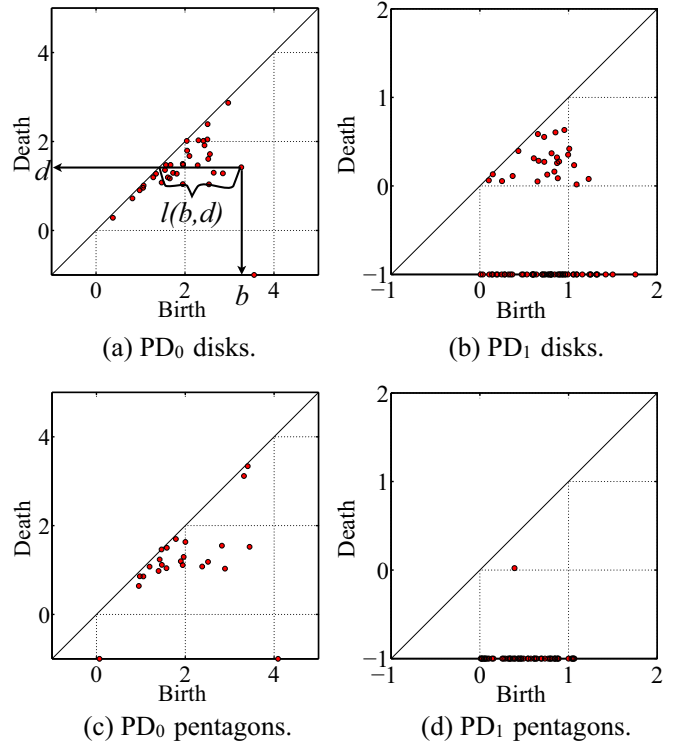 4
2
0
Death
d
l(b,d)
0
2
b
4
Birth
(a) PD₀ disks.
2
1
0
−1
Death
−1
0
1
2
Birth
(b) PD₁ disks.
4
2
0
Death
0
2
4
Birth
(c) PD₀ pentagons.
2
1
0
−1
Death
−1
0
1
2
Birth
(d) PD₁ pentagons.